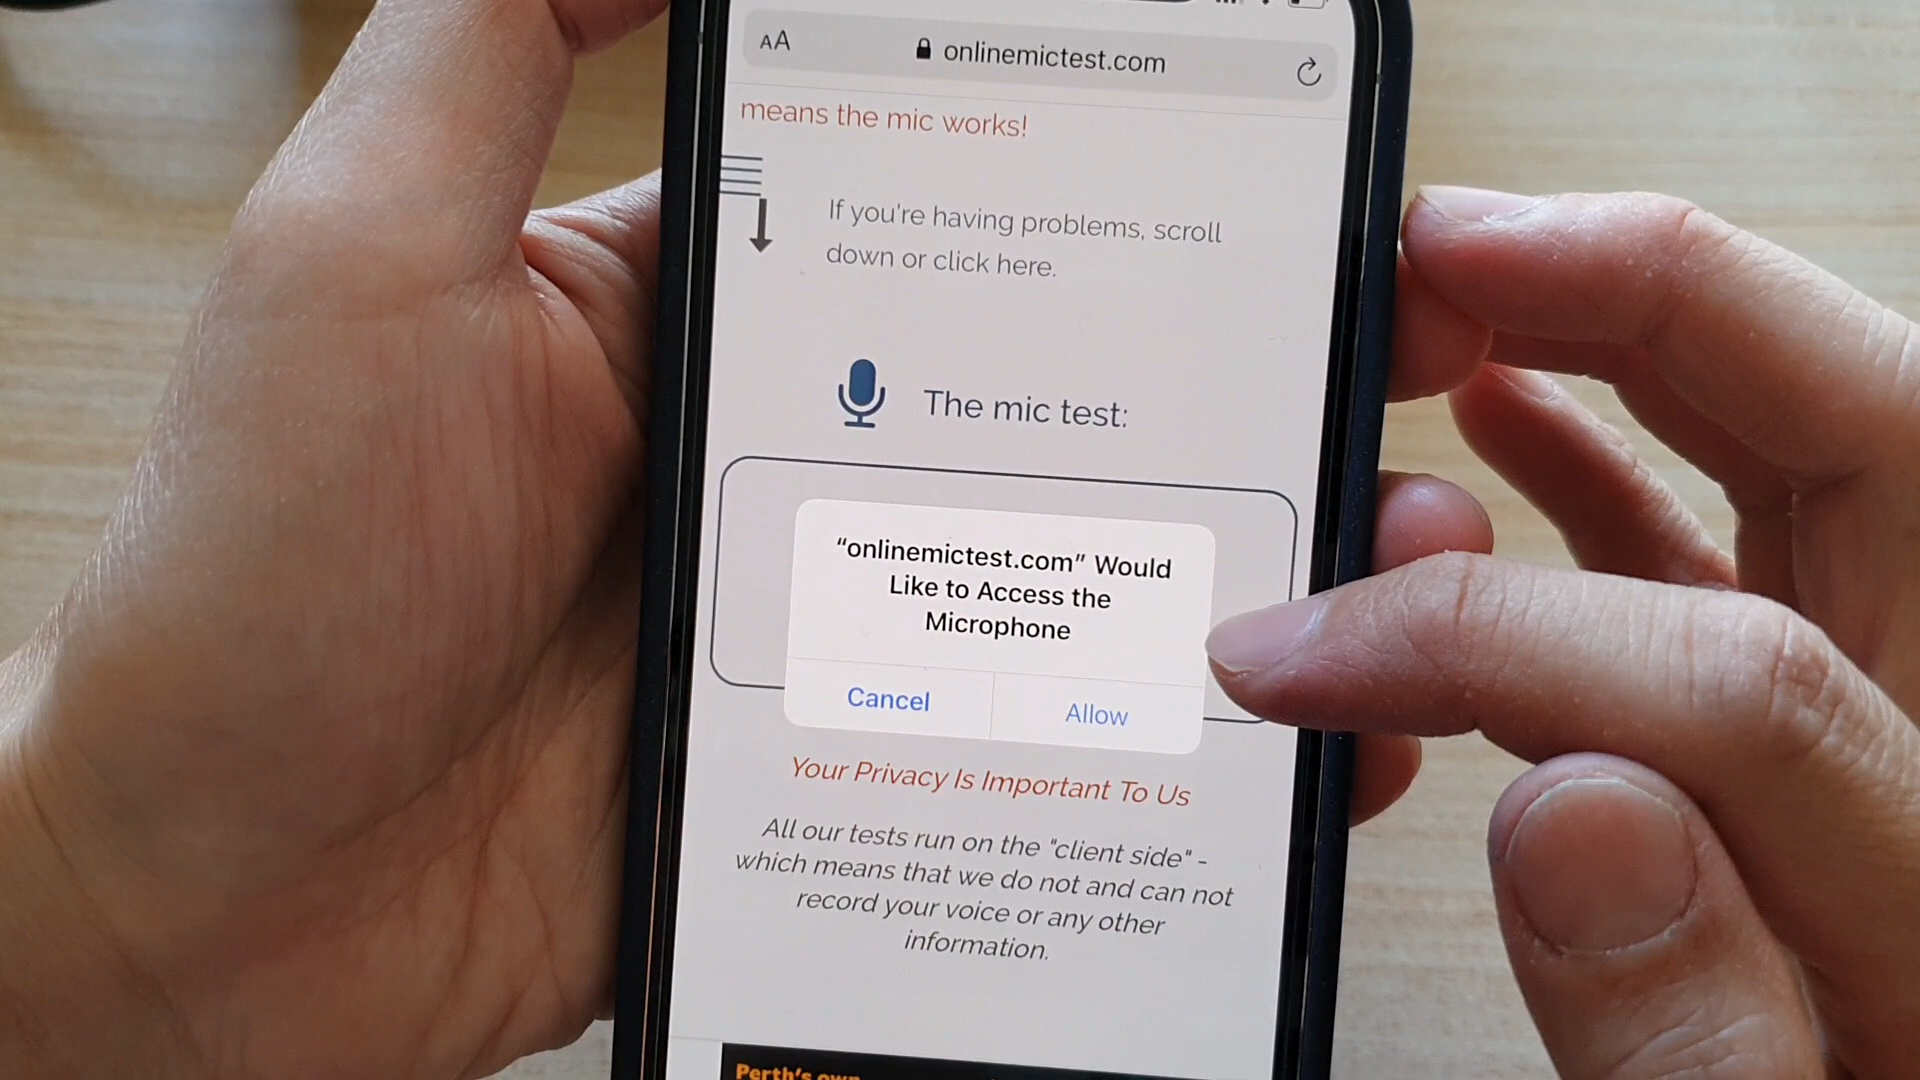 AA onlinemictest.com
means the mic works!
If you're having problems, scroll
down or click here.
The mic test:
"onlinemictest.com" Would
Like to Access the
Microphone
Cancel Allow
Your Privacy Is Important To Us
All our tests run on the "client side" -
which means that we do not and can not
record your voice or any other
information.
Perth's own